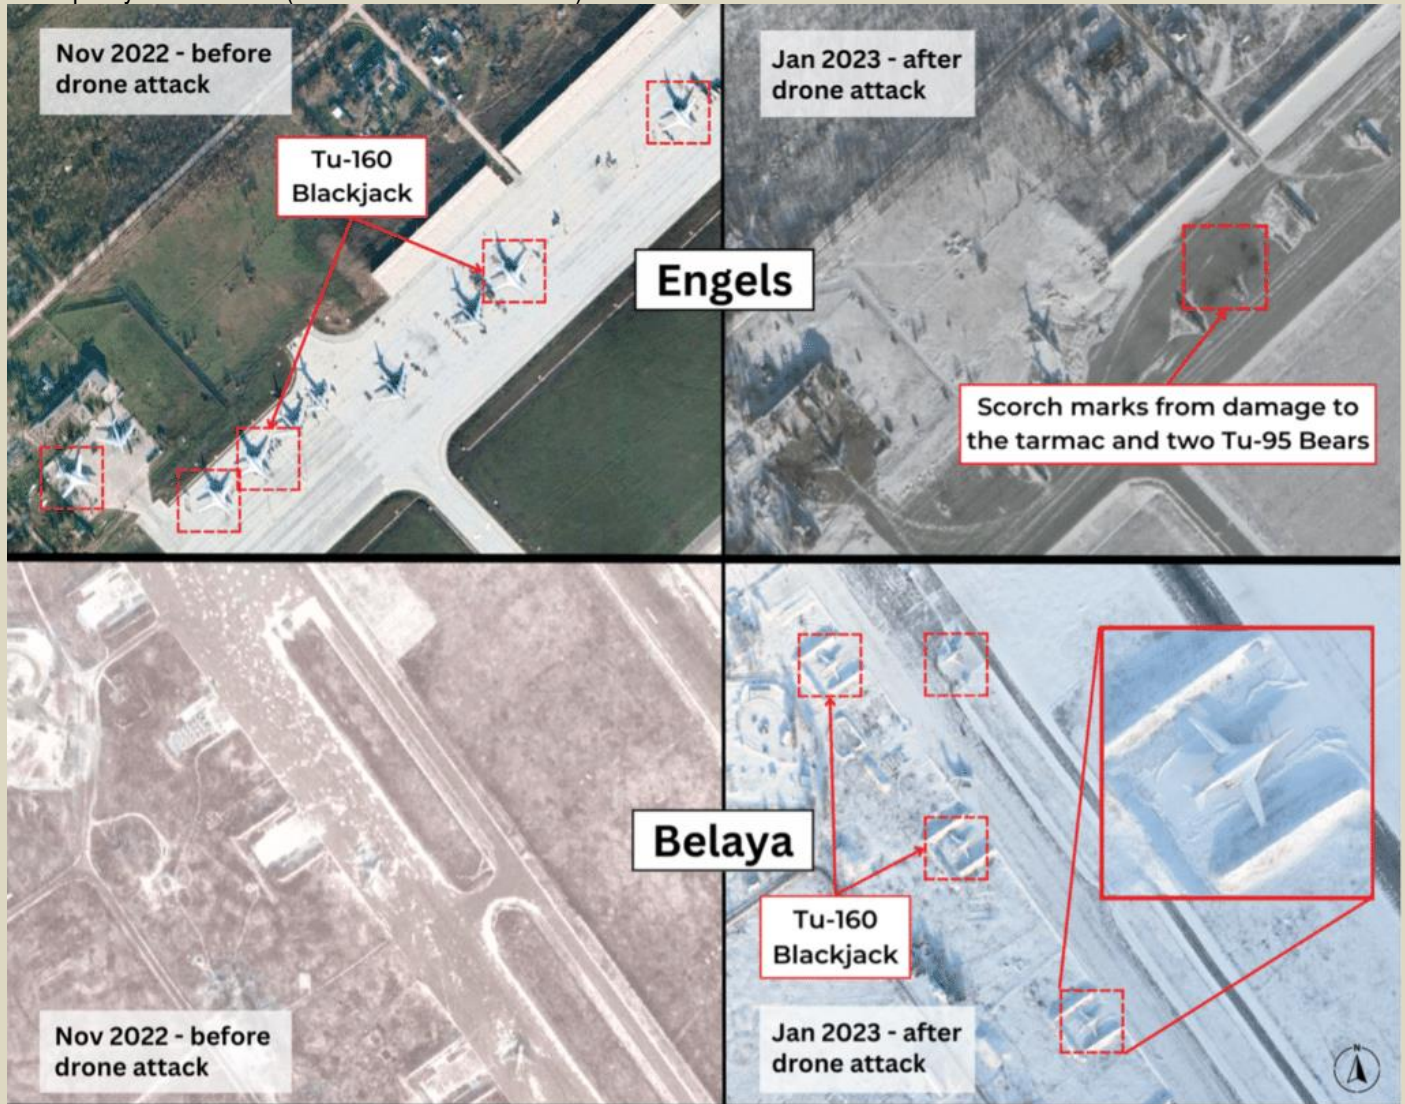 Nov 2022 - before
drone attack
Jan 2023 - after
drone attack
Tu-160
Blackjack
Engels
Scorch marks from damage to
the tarmac and two Tu-95 Bears
Belaya
Tu-160
Blackjack
Nov 2022 - before
drone attack
Jan 2023 - after
drone attack
N